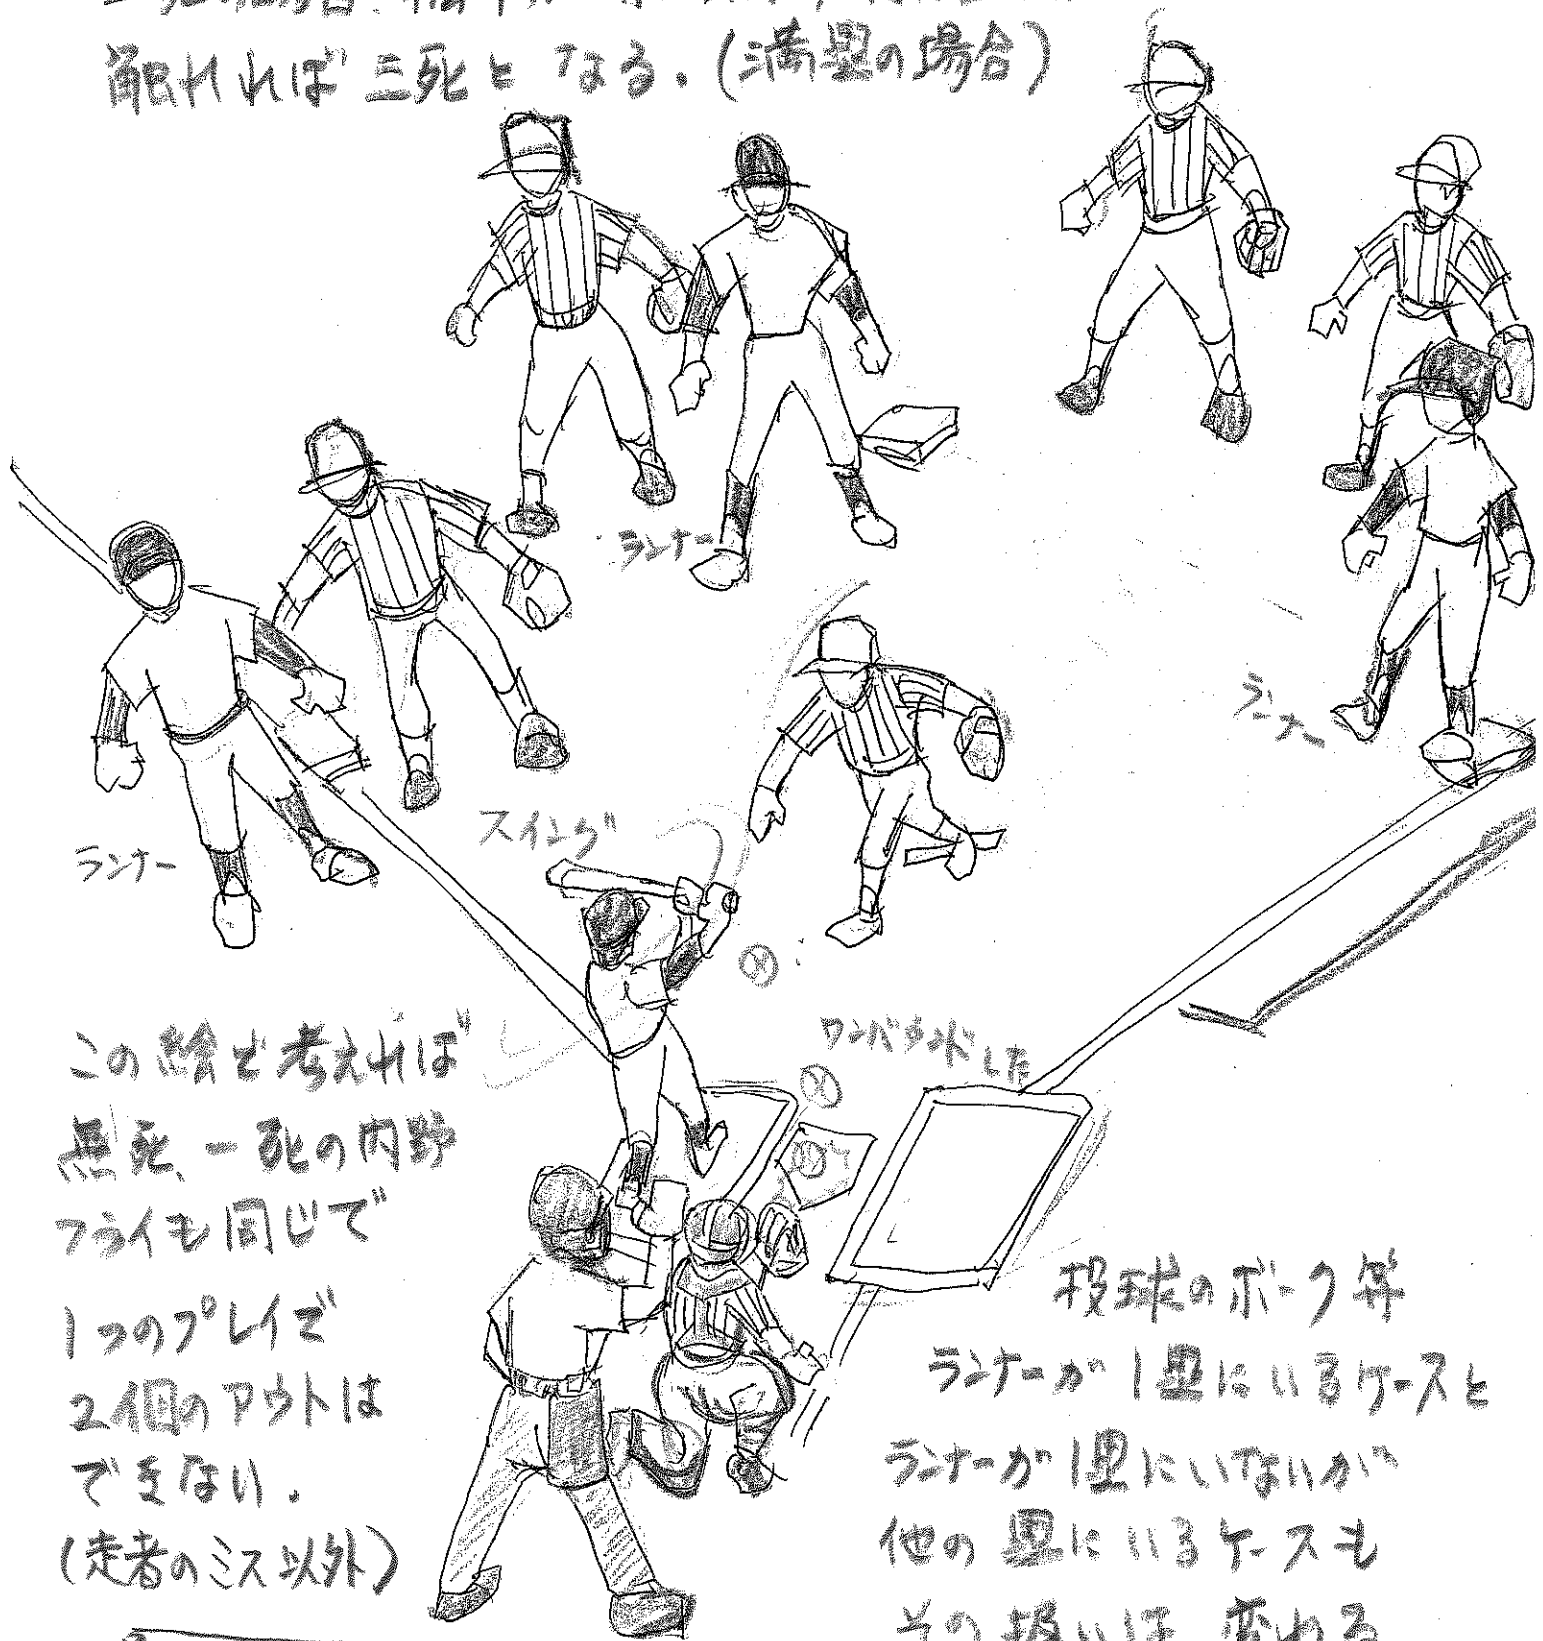 触れれば三死となる。(満塁の場合)
ランナー
ランナー
スイング
ランナー
ワンバウンドした
この絵で考えれば
無死、一死の内野
フライも同じで
1つのプレイで
2個のアウトは
できない。
(走者のミス以外)
投球のボーク等
ランナーが1塁にいるケースと
ランナーが1塁にいないが
他の塁にいるケースも
その扱いは変わる